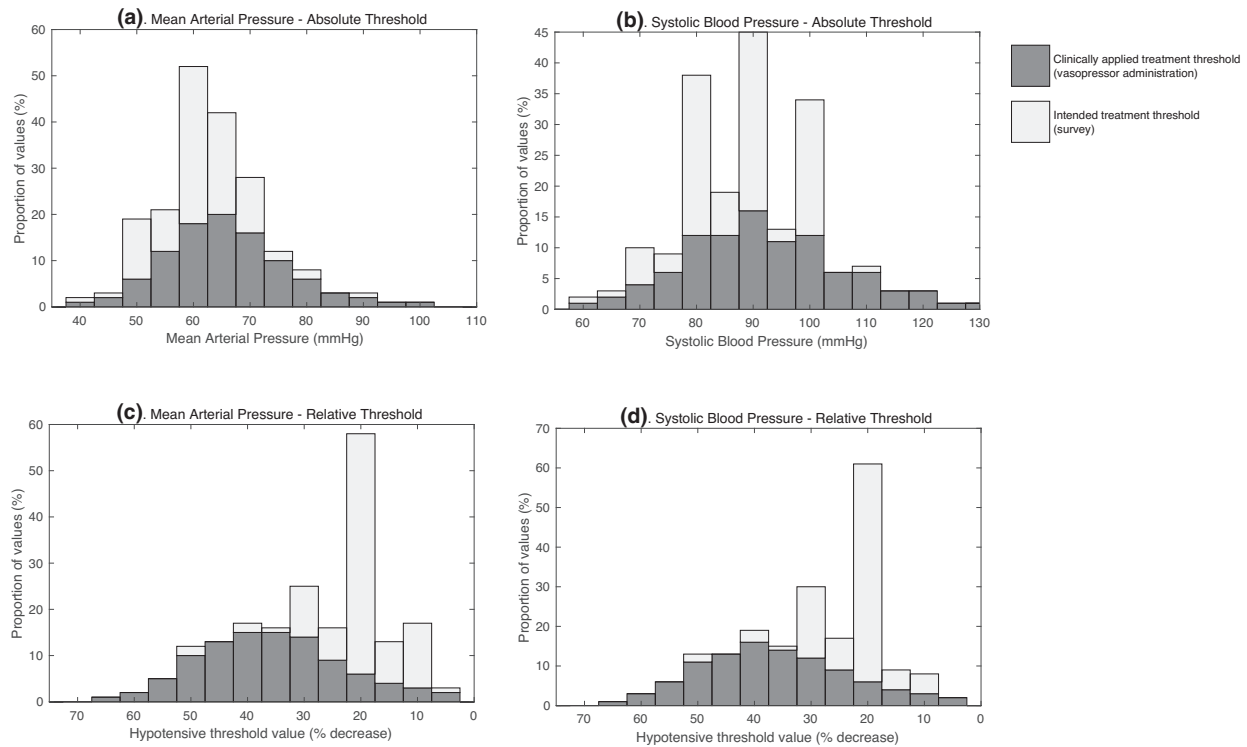 (a). Mean Arterial Pressure - Absolute Threshold
60
50
40
30
20
10
0
Proportion of values (%)
40 50 60 70 80 90 100 110
Mean Arterial Pressure (mmHg)
(b). Systolic Blood Pressure - Absolute Threshold
45
40
35
30
25
20
15
10
5
0
Proportion of values (%)
60 70 80 90 100 110 120 130
Systolic Blood Pressure (mmHg)
Clinically applied treatment threshold
(vasopressor administration)
Intended treatment threshold
(survey)
(c). Mean Arterial Pressure - Relative Threshold
60
50
40
30
20
10
0
Proportion of values (%)
70 60 50 40 30 20 10 0
Hypotensive threshold value (% decrease)
(d). Systolic Blood Pressure - Relative Threshold
70
60
50
40
30
20
10
0
Proportion of values (%)
70 60 50 40 30 20 10 0
Hypotensive threshold value (% decrease)